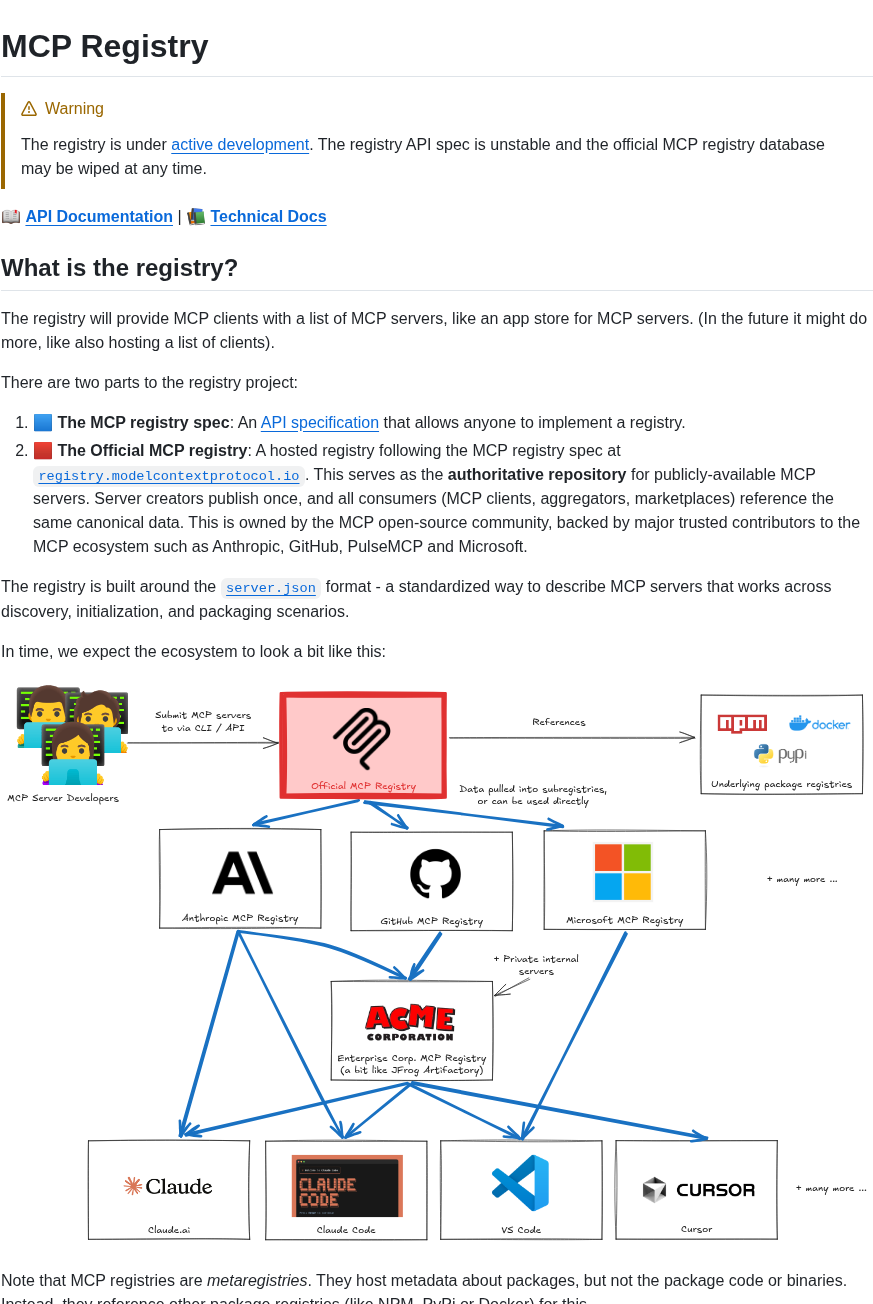 MCP Registry
Warning
The registry is under active development. The registry API spec is unstable and the official MCP registry database
may be wiped at any time.
API Documentation | Technical Docs
What is the registry?
The registry will provide MCP clients with a list of MCP servers, like an app store for MCP servers. (In the future it might do
more, like also hosting a list of clients).
There are two parts to the registry project:
1. The MCP registry spec: An API specification that allows anyone to implement a registry.
2. The Official MCP registry: A hosted registry following the MCP registry spec at
registry.modelcontextprotocol.io. This serves as the authoritative repository for publicly-available MCP
servers. Server creators publish once, and all consumers (MCP clients, aggregators, marketplaces) reference the
same canonical data. This is owned by the MCP open-source community, backed by major trusted contributors to the
MCP ecosystem such as Anthropic, GitHub, PulseMCP and Microsoft.
The registry is built around the server.json format - a standardized way to describe MCP servers that works across
discovery, initialization, and packaging scenarios.
In time, we expect the ecosystem to look a bit like this:
Submit MCP servers
to via CLI / API
MCP Server Developers
Official MCP Registry
References
npm
docker
pypi
Underlying package registries
Data pulled into subregistries,
or can be used directly
Anthropic MCP Registry
GitHub MCP Registry
Microsoft MCP Registry
+ many more ...
+ Private internal
servers
ACME
CORPORATION
Enterprise Corp. MCP Registry
(a bit like JFrog Artifactory)
Claude
Claude.ai
CLAUDE
CODE
Claude Code
VS Code
CURSOR
Cursor
+ many more ...
Note that MCP registries are metaregistries. They host metadata about packages, but not the package code or binaries.
Instead, they reference other package registries (like NPM, PyPi or Docker) for this.